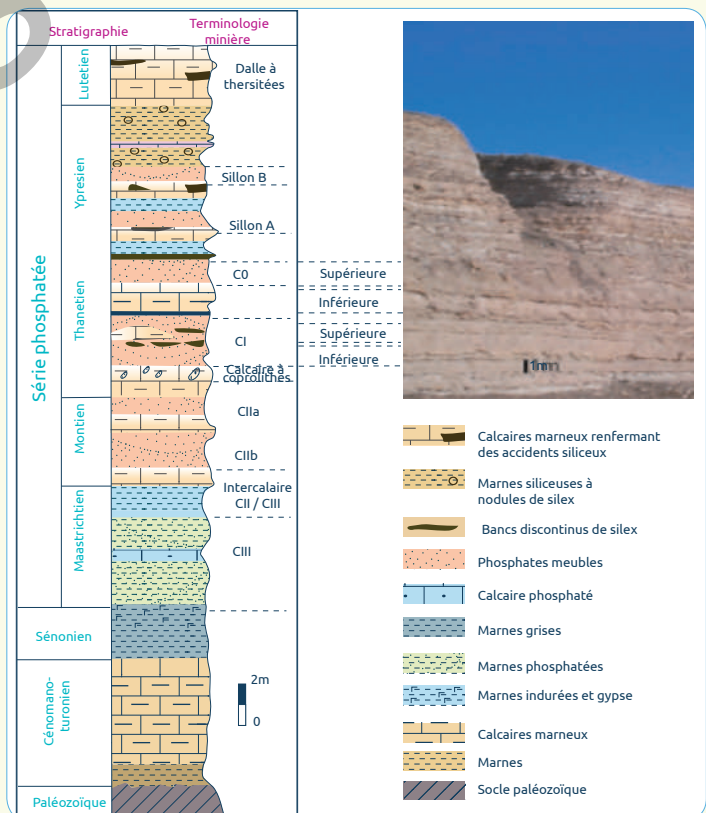 Stratigraphie
Terminologie
minière
Série phosphatée
Lutetien
Ypresien
Thanetien
Montien
Maastrichtien
Sénonien
Cénomano-
turonien
Paléozoïque
Dalle à
thersitées
Sillon B
Sillon A
C0
CI
Calcaire à
coprolithes
CIIa
CIIb
Intercalaire
CII / CIII
CIII
Supérieure
Inférieure
Supérieure
Inférieure
2m
0
Calcaires marneux renfermant
des accidents siliceux
Marnes siliceuses à
nodules de silex
Bancs discontinus de silex
Phosphates meubles
Calcaire phosphaté
Marnes grises
Marnes phosphatées
Marnes indurées et gypse
Calcaires marneux
Marnes
Socle paléozoïque